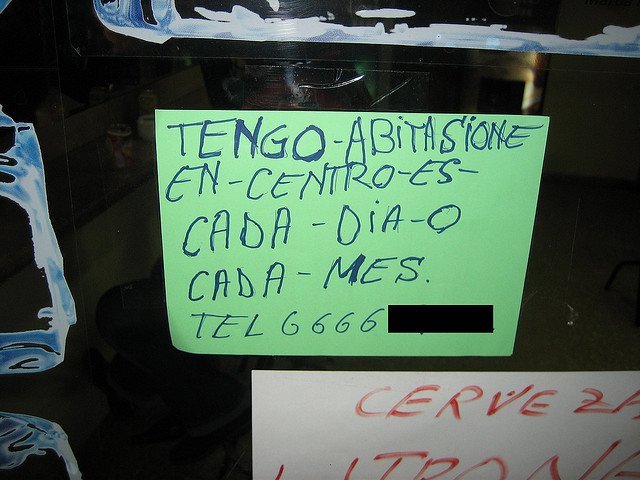 TENGO-ABITASIONE
EN-CENTRO-ES-
CADA-DiA-O
CADA-MES.
TEL 6666
CERVEZA